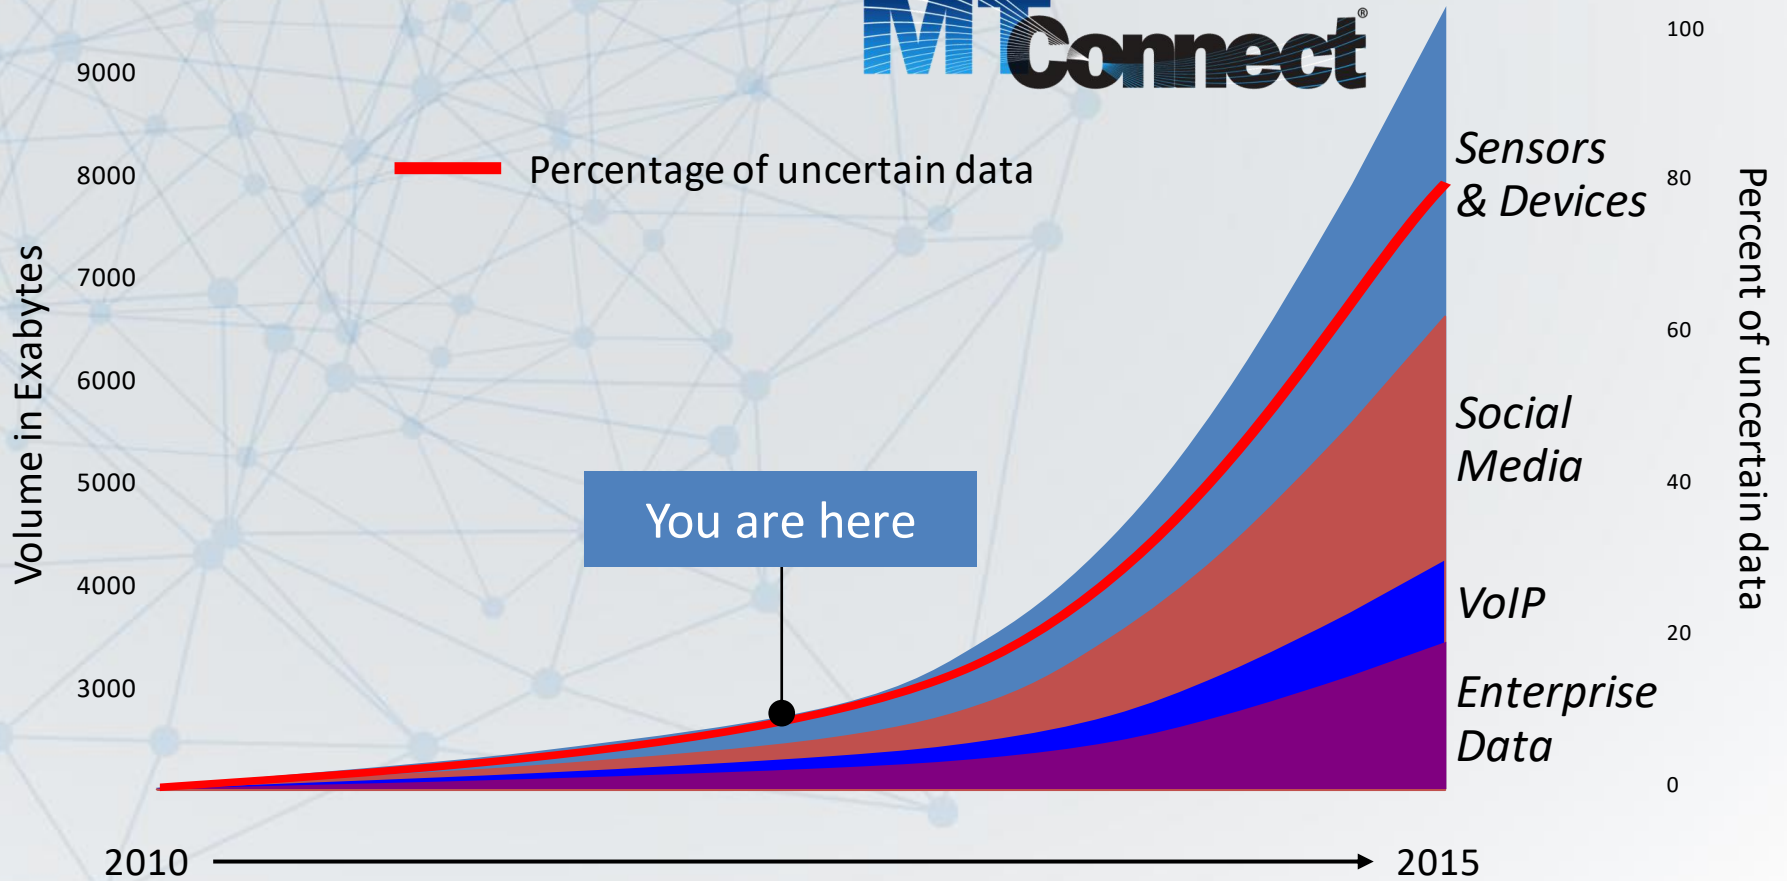 MTConnect®
9000
8000
7000
6000
5000
4000
3000
Volume in Exabytes
Percentage of uncertain data
You are here
Sensors
& Devices
Social
Media
VoIP
Enterprise
Data
100
80
60
40
20
0
Percent of uncertain data
2010
2015